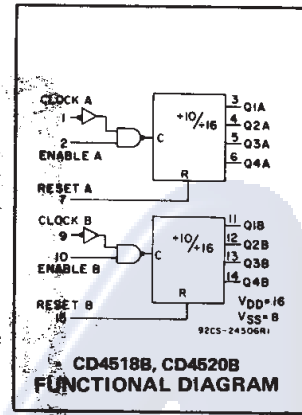 CLOCK A
1
2
C
ENABLE A
÷10/÷16
3 Q1A
4 Q2A
5 Q3A
6 Q4A
R
RESET A
7
CLOCK B
9
10
C
ENABLE B
÷10/÷16
11 Q1B
12 Q2B
13 Q3B
14 Q4B
R
RESET B
15
VDD=16
VSS=8
92CS-24506R1
CD4518B, CD4520B
FUNCTIONAL DIAGRAM